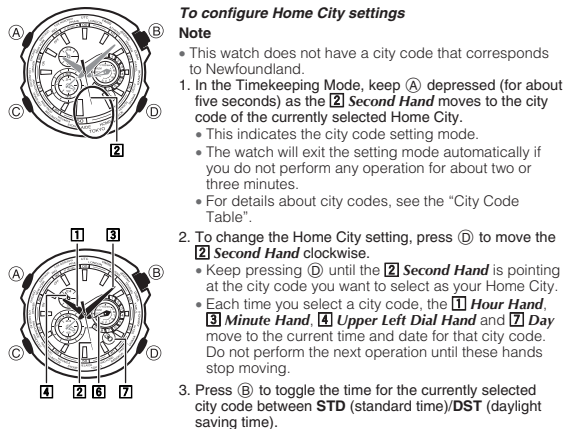 To configure Home City settings
Note
• This watch does not have a city code that corresponds
to Newfoundland.
1. In the Timekeeping Mode, keep Ⓐ depressed (for about
five seconds) as the 2 Second Hand moves to the city
code of the currently selected Home City.
• This indicates the city code setting mode.
• The watch will exit the setting mode automatically if
you do not perform any operation for about two or
three minutes.
• For details about city codes, see the “City Code
Table”.
2. To change the Home City setting, press Ⓓ to move the
2 Second Hand clockwise.
• Keep pressing Ⓓ until the 2 Second Hand is pointing
at the city code you want to select as your Home City.
• Each time you select a city code, the 1 Hour Hand,
3 Minute Hand, 4 Upper Left Dial Hand and 7 Day
move to the current time and date for that city code.
Do not perform the next operation until these hands
stop moving.
3. Press Ⓑ to toggle the time for the currently selected
city code between STD (standard time)/DST (daylight
saving time).
Ⓐ Ⓑ
Ⓒ Ⓓ
TOKYO
2
1 3
Ⓐ Ⓑ
Ⓒ Ⓓ
4 2 6 7